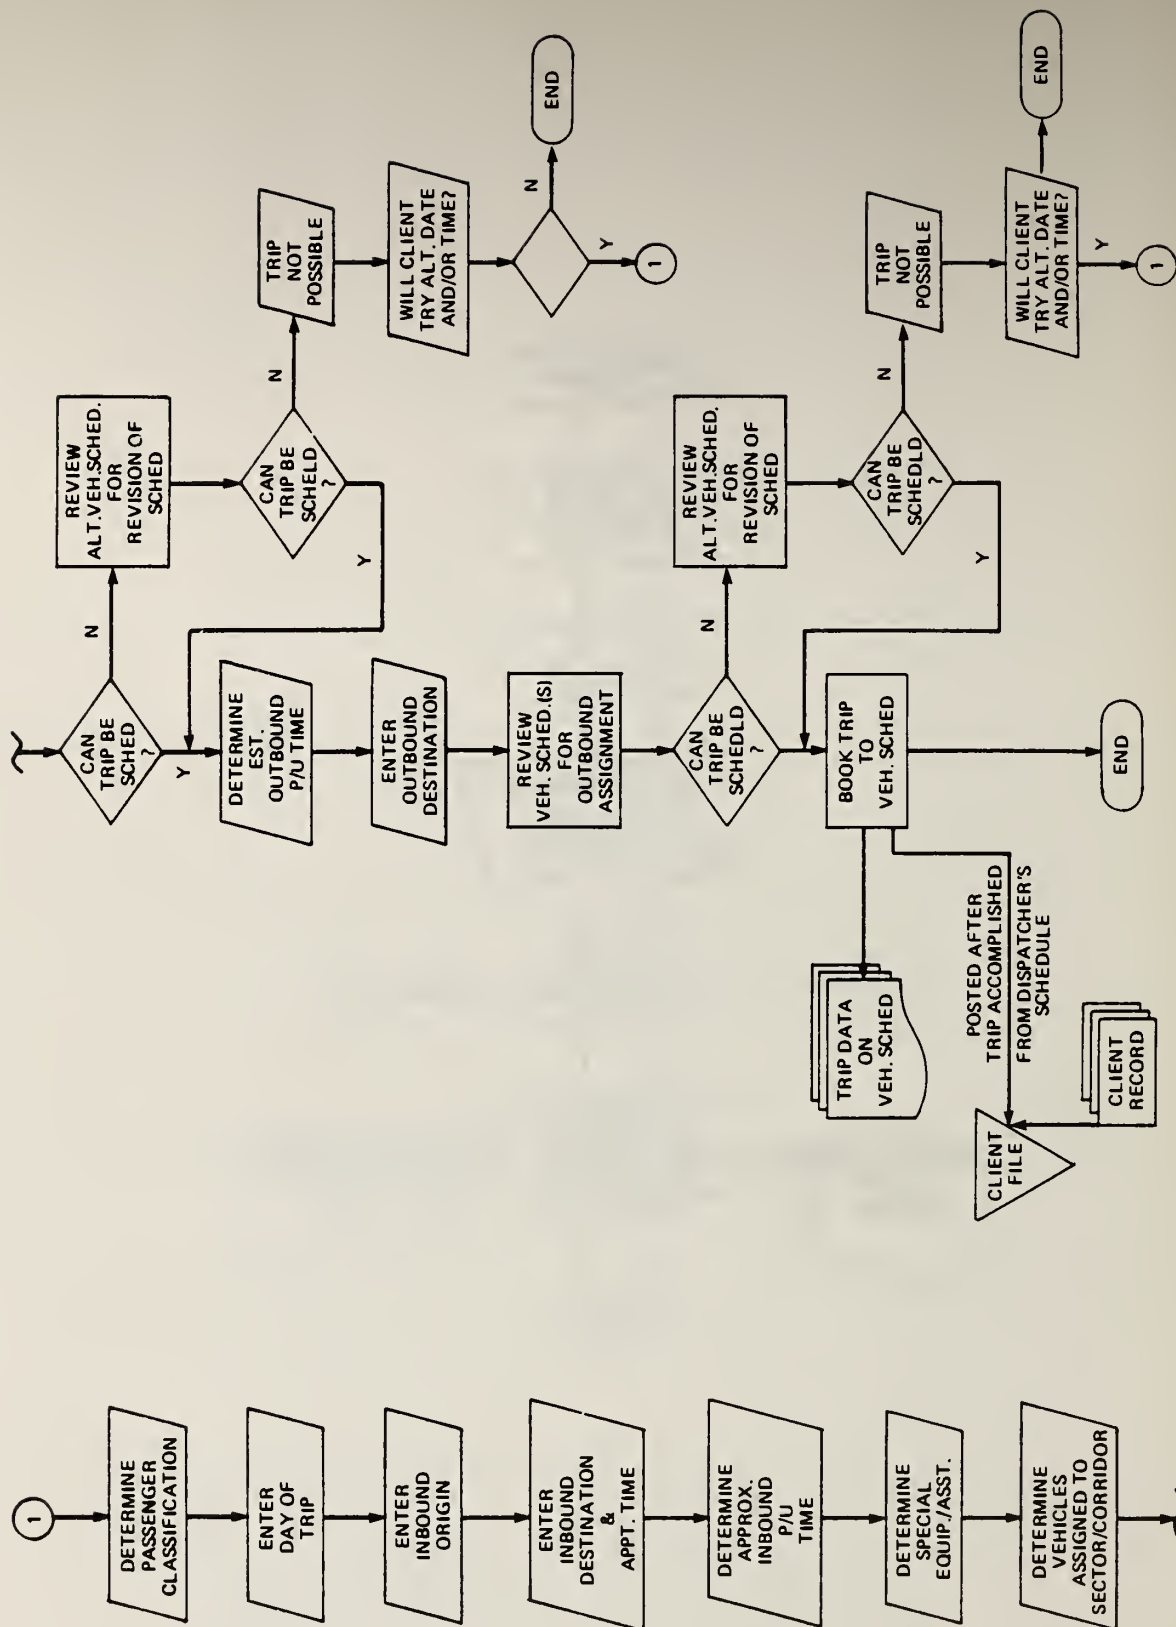 1
DETERMINE
PASSENGER
CLASSIFICATION
ENTER
DAY OF
TRIP
ENTER
INBOUND
ORIGIN
ENTER
INBOUND
DESTINATION
&
APPT. TIME
DETERMINE
APPROX.
INBOUND
P/U
TIME
DETERMINE
SPECIAL
EQUIP./ASST.
DETERMINE
VEHICLES
ASSIGNED TO
SECTOR/CORRIDOR
CAN
TRIP BE
SCHED
?
N
Y
REVIEW
ALT.VEH.SCHED.
FOR
REVISION OF
SCHED
CAN
TRIP BE
SCHELD
?
N
Y
TRIP
NOT
POSSIBLE
WILL CLIENT
TRY ALT. DATE
AND/OR TIME?
N
END
Y
1
DETERMINE
EST.
OUTBOUND
P/U TIME
ENTER
OUTBOUND
DESTINATION
REVIEW
VEH. SCHED.(S)
FOR
OUTBOUND
ASSIGNMENT
CAN
TRIP BE
SCHEDLD
?
N
REVIEW
ALT.VEH.SCHED.
FOR
REVISION OF
SCHED
CAN
TRIP BE
SCHEDLD
?
N
Y
TRIP
NOT
POSSIBLE
WILL CLIENT
TRY ALT. DATE
AND/OR TIME?
END
Y
1
BOOK TRIP
TO
VEH. SCHED
END
TRIP DATA
ON
VEH. SCHED
POSTED AFTER
TRIP ACCOMPLISHED
FROM DISPATCHER'S
SCHEDULE
CLIENT
FILE
CLIENT
RECORD